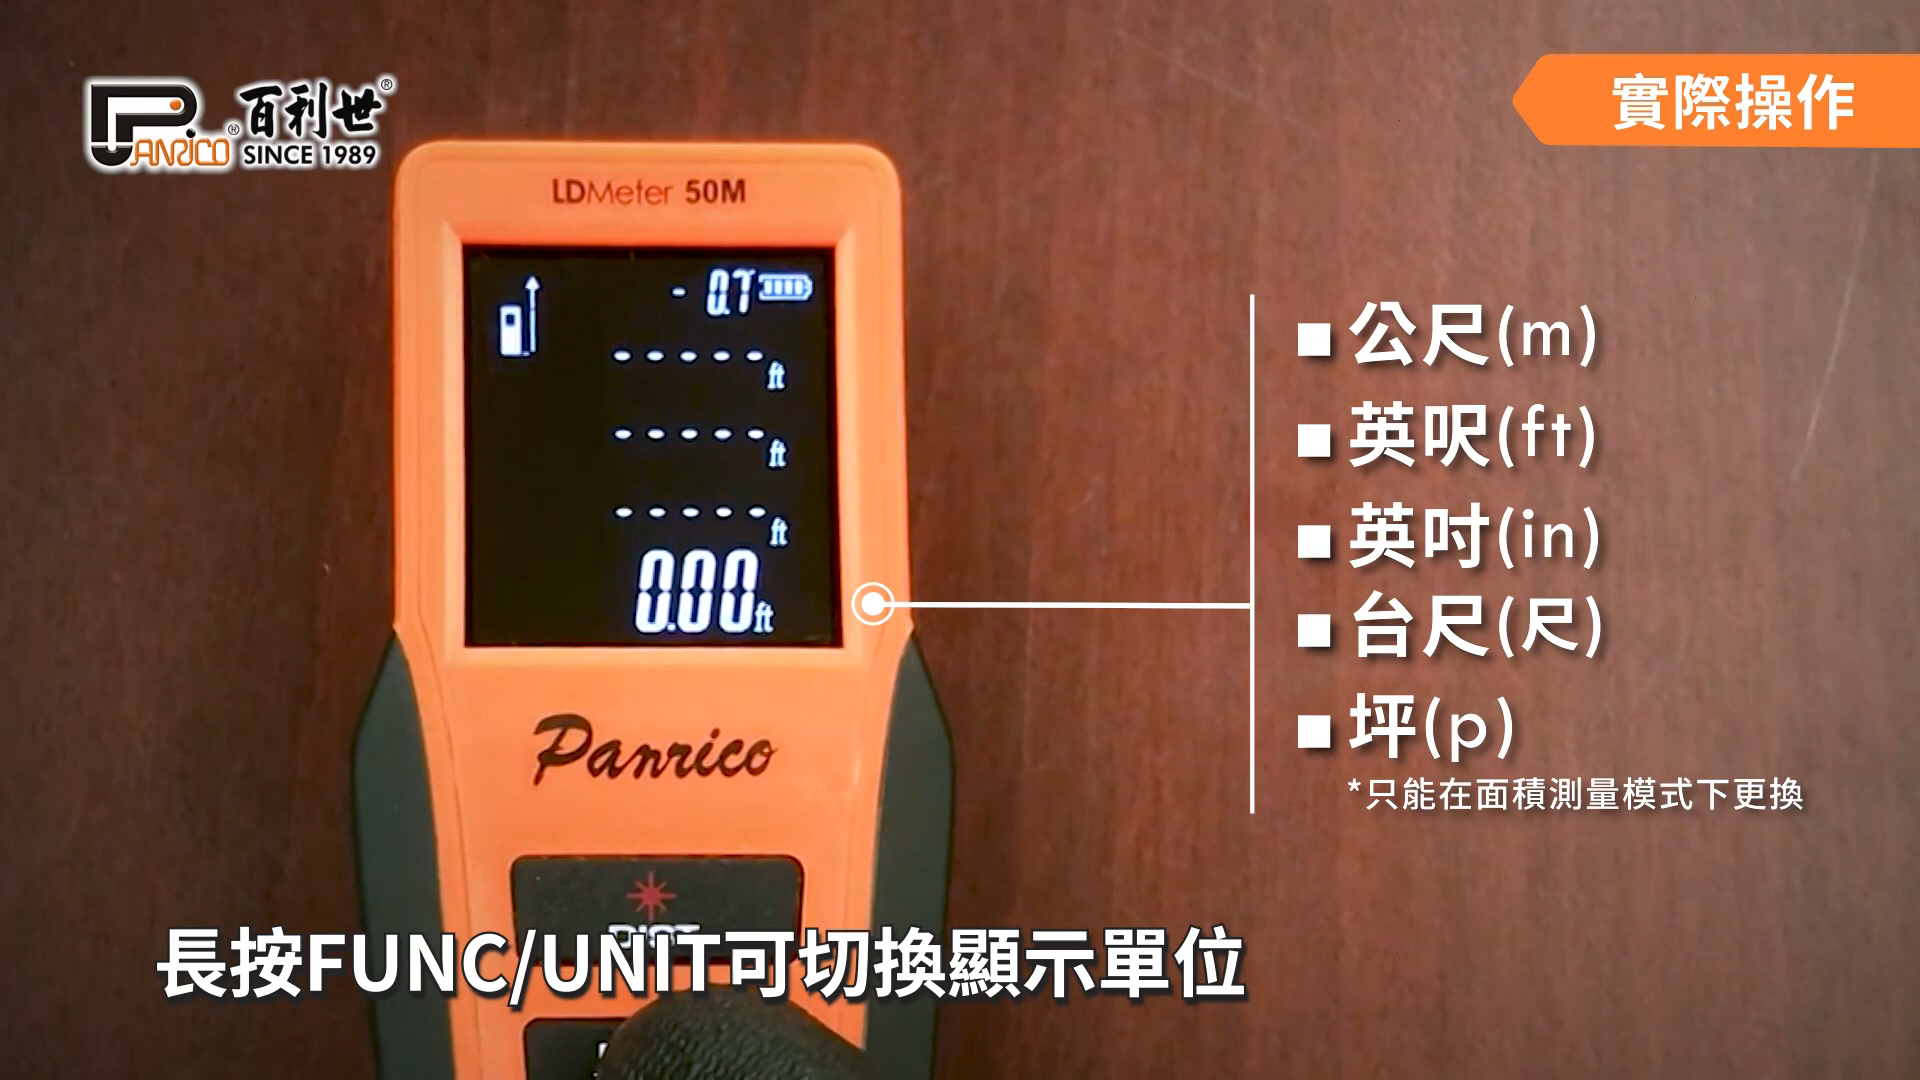 PANRICO® 百利世®
SINCE 1989
實際操作
LDMeter 50M
- 0.7
ft
ft
ft
0.00ft
■公尺(m)
■英呎(ft)
■英吋(in)
■台尺(尺)
■坪(p)
*只能在面積測量模式下更換
Panrico
長按FUNC/UNIT可切換顯示單位